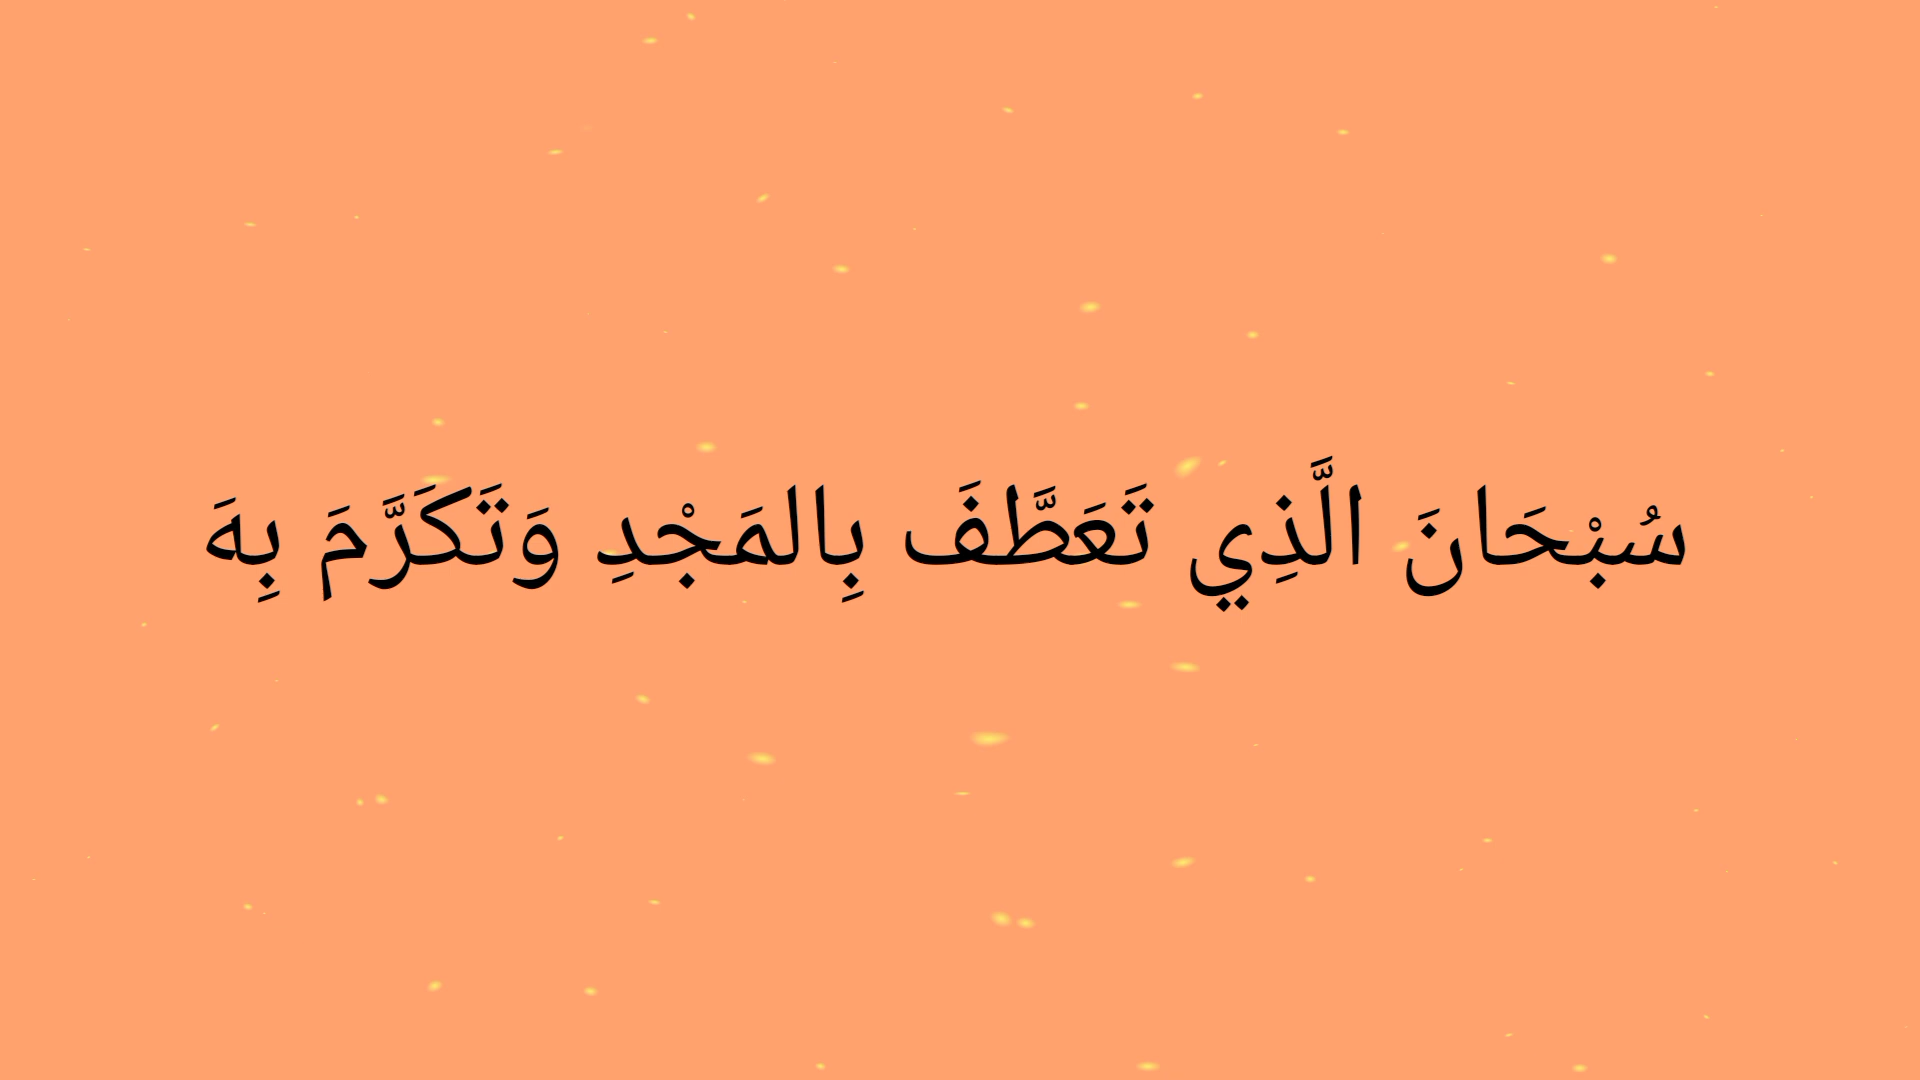 سُبْحَانَ الَّذِي تَعَطَّفَ بِالمَجْدِ وَتَكَرَّمَ بِهَ